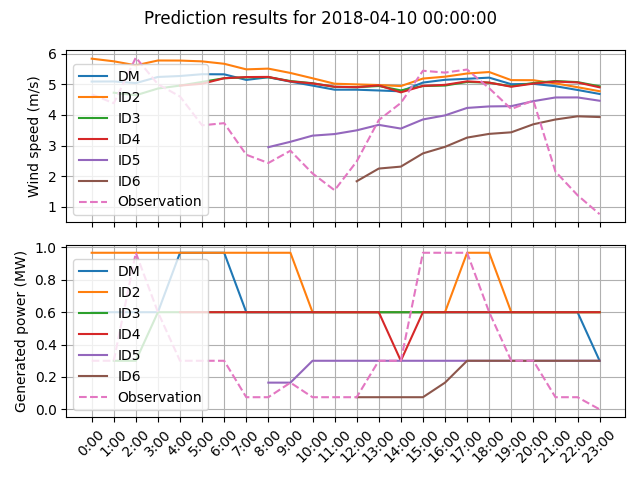 Prediction results for 2018-04-10 00:00:00
Wind speed (m/s)
6
5
4
3
2
1
DM
ID2
ID3
ID4
ID5
ID6
Observation
Generated power (MW)
1.0
0.8
0.6
0.4
0.2
0.0
DM
ID2
ID3
ID4
ID5
ID6
Observation
0:00
1:00
2:00
3:00
4:00
5:00
6:00
7:00
8:00
9:00
10:00
11:00
12:00
13:00
14:00
15:00
16:00
17:00
18:00
19:00
20:00
21:00
22:00
23:00